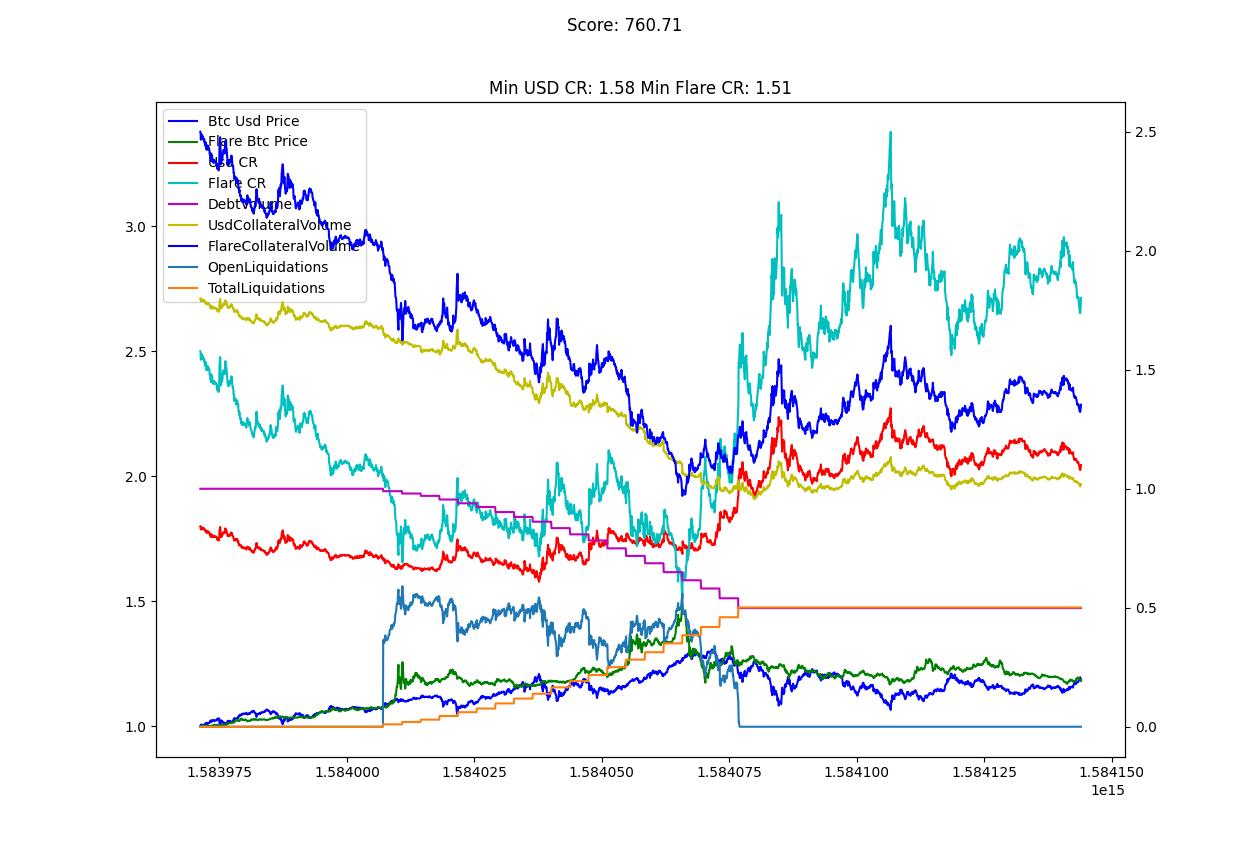 Score: 760.71
Min USD CR: 1.58 Min Flare CR: 1.51
Btc Usd Price
Flare Btc Price
Usd CR
Flare CR
DebtVolume
UsdCollateralVolume
FlareCollateralVolume
OpenLiquidations
TotalLiquidations
3.0
2.5
2.0
1.5
1.0
2.5
2.0
1.5
1.0
0.5
0.0
1.583975
1.584000
1.584025
1.584050
1.584075
1.584100
1.584125
1.584150
1e15